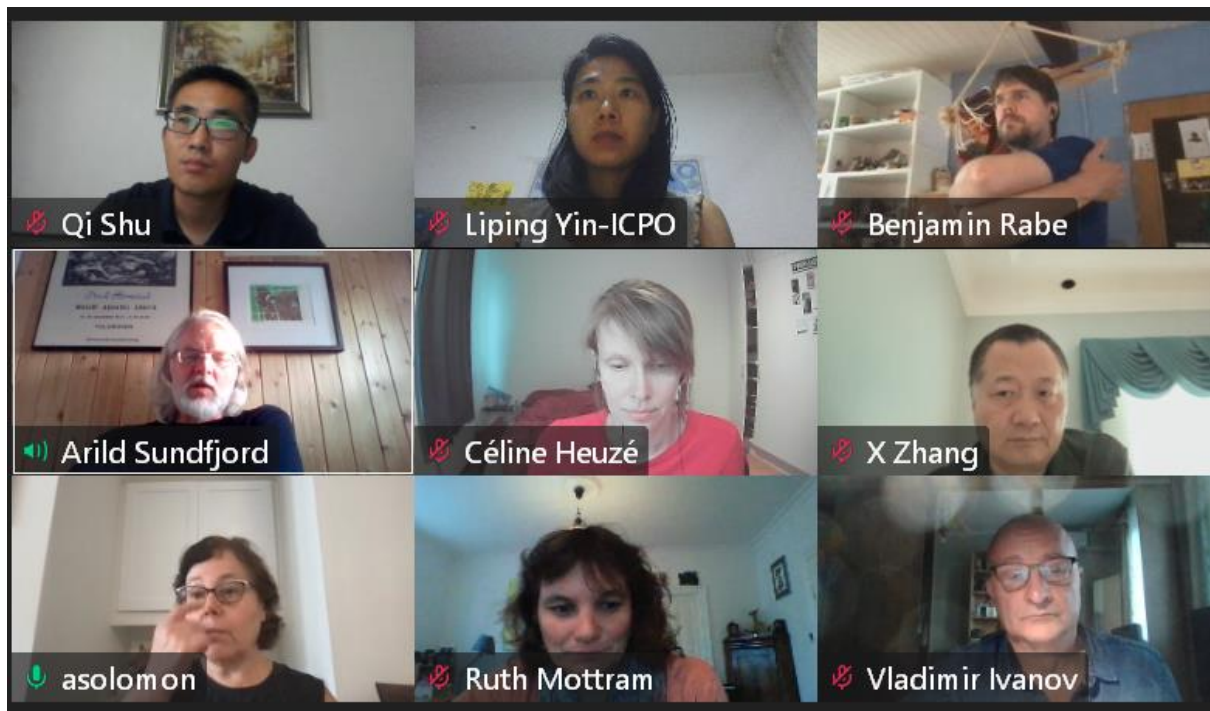 Qi Shu
Liping Yin-ICPO
Benjamin Rabe
Arild Sundfjord
Céline Heuzé
X Zhang
asolomon
Ruth Mottram
Vladimir Ivanov